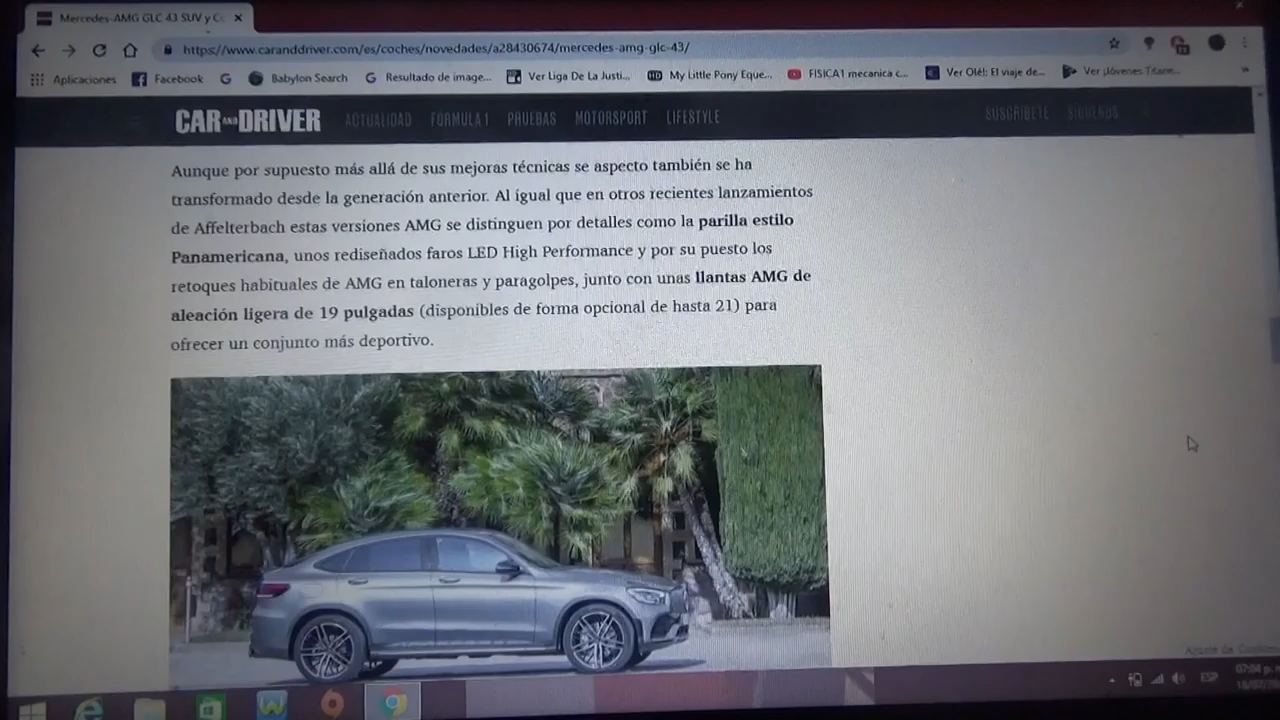 Mercedes-AMG GLC 43 SUV y Co
https://www.caranddriver.com/es/coches/novedades/a28430674/mercedes-amg-glc-43/
Aplicaciones Facebook Babylon Search Resultado de image... Ver Liga De La Justi... My Little Pony Eque... FISICA1 mecanica c... Ver Olé!: El viaje de... Ver ¡Jóvenes Titane...
CAR AND DRIVER ACTUALIDAD FÓRMULA 1 PRUEBAS MOTORSPORT LIFESTYLE SUSCRÍBETE SÍGUENOS
Aunque por supuesto más allá de sus mejoras técnicas se aspecto también se ha
transformado desde la generación anterior. Al igual que en otros recientes lanzamientos
de Affelterbach estas versiones AMG se distinguen por detalles como la parilla estilo
Panamericana, unos rediseñados faros LED High Performance y por su puesto los
retoques habituales de AMG en taloneras y paragolpes, junto con unas llantas AMG de
aleación ligera de 19 pulgadas (disponibles de forma opcional de hasta 21) para
ofrecer un conjunto más deportivo.
ESP 07:04 p.